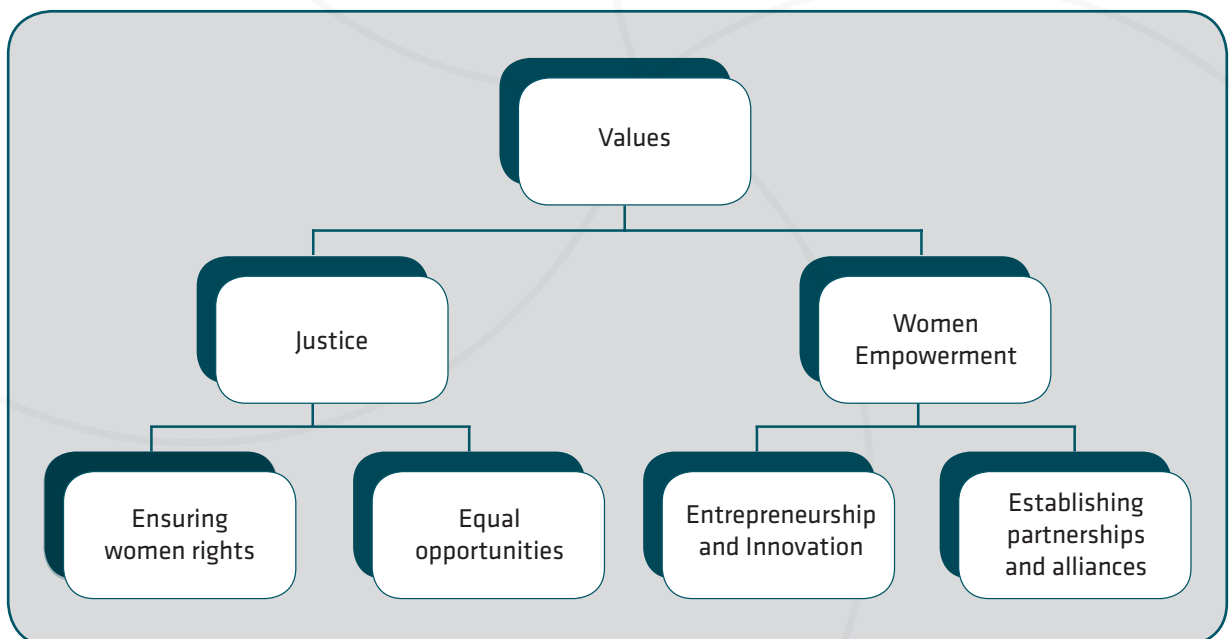 Values
Justice
Women
Empowerment
Ensuring
women rights
Equal
opportunities
Entrepreneurship
and Innovation
Establishing
partnerships
and alliances